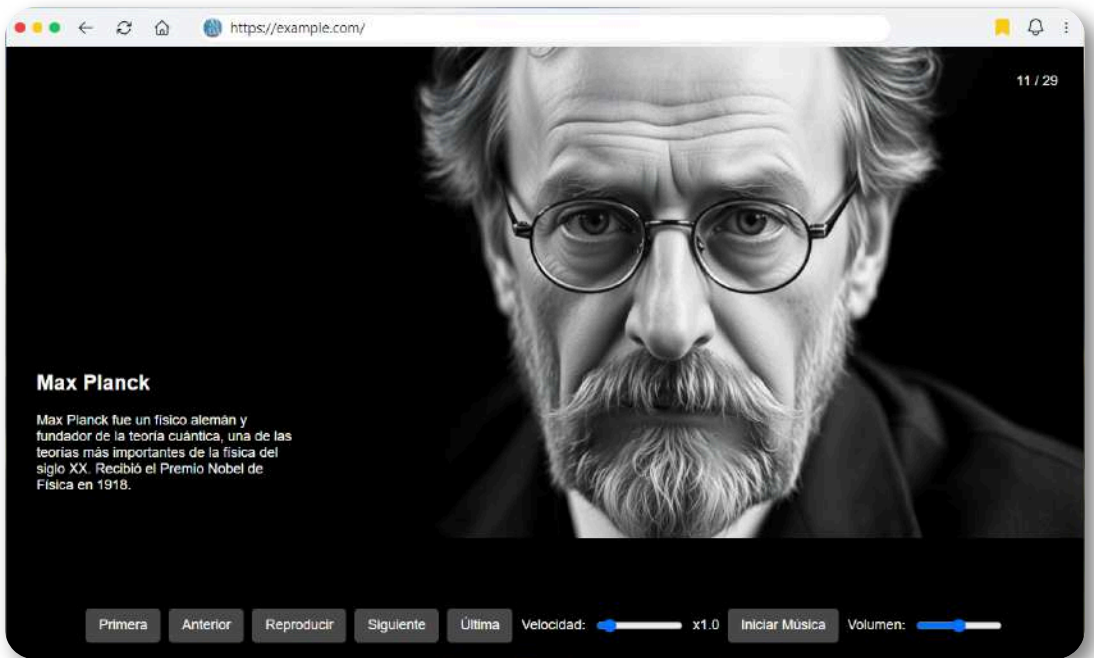 https://example.com/
11 / 29
Max Planck
Max Planck fue un físico alemán y
fundador de la teoría cuántica, una de las
teorías más importantes de la física del
siglo XX. Recibió el Premio Nobel de
Física en 1918.
Primera Anterior Reproducir Siguiente Última Velocidad: x1.0 Iniciar Música Volumen: